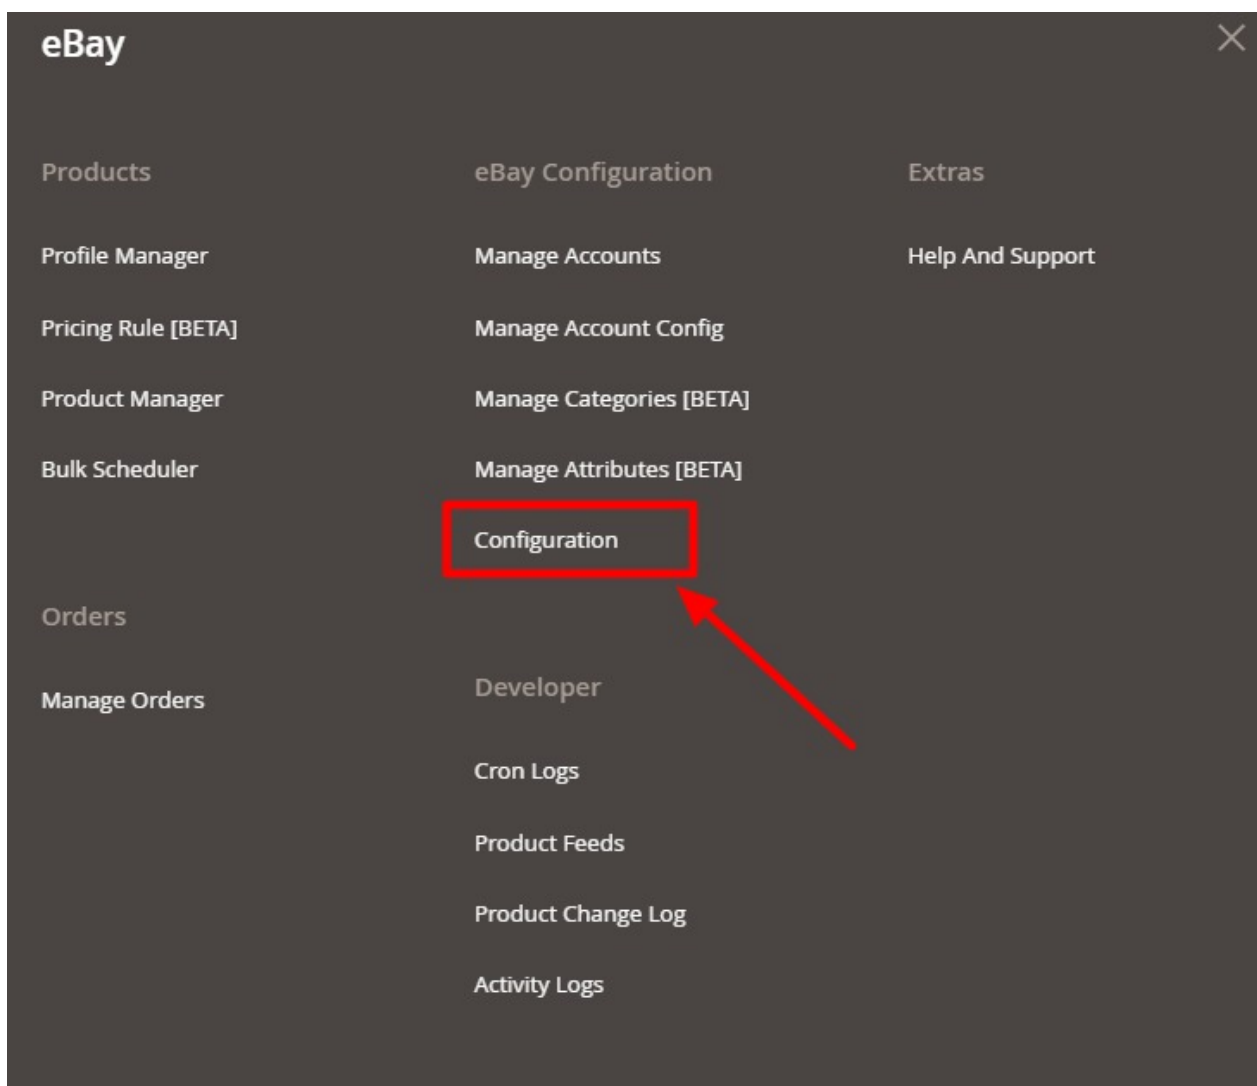 eBay
Products
Profile Manager
Pricing Rule [BETA]
Product Manager
Bulk Scheduler
Orders
Manage Orders
eBay Configuration
Manage Accounts
Manage Account Config
Manage Categories [BETA]
Manage Attributes [BETA]
Configuration
Developer
Cron Logs
Product Feeds
Product Change Log
Activity Logs
Extras
Help And Support